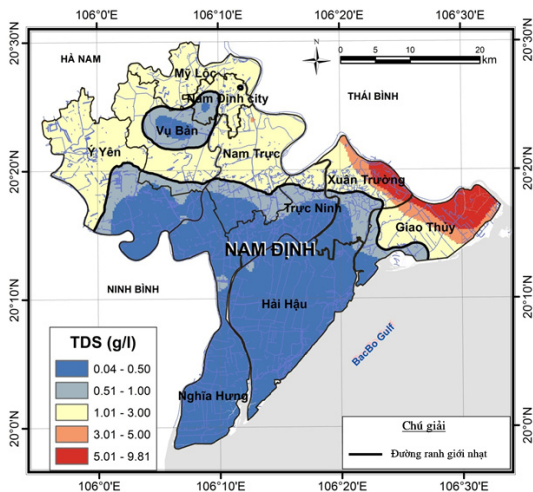 106°0'E 106°10'E 106°20'E 106°30'E
20°30'N 20°30'N
HÀ NAM
N
0 5 10 20
km
Mỹ Lộc
Nam Định city
THÁI BÌNH
Vụ Bản
Ý Yên
Nam Trực
20°20'N 20°20'N
Xuân Trường
Trực Ninh
Giao Thủy
NAM ĐỊNH
NINH BÌNH
20°10'N 20°10'N
Hải Hậu
BacBo Gulf
TDS (g/l)
0.04 - 0.50
0.51 - 1.00
1.01 - 3.00
3.01 - 5.00
5.01 - 9.81
Nghĩa Hưng
Chú giải
Đường ranh giới nhạt
20°0'N 20°0'N
106°0'E 106°10'E 106°20'E 106°30'E